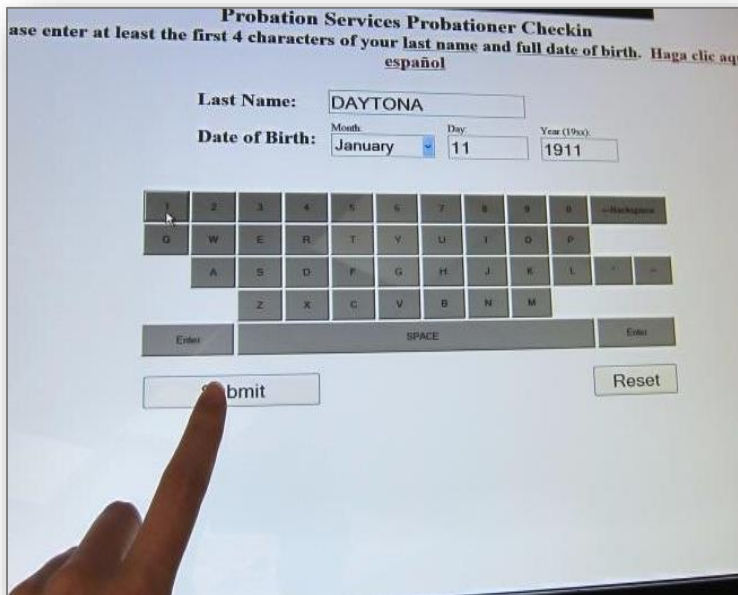 Probation Services Probationer Checkin
ase enter at least the first 4 characters of your last name and full date of birth. Haga clic aqu
español
Last Name: DAYTONA
Month: Day Year (19xx):
Date of Birth: January 11 1911
1 2 3 4 5 6 7 8 9 0 <-Backspace
Q W E R T Y U I O P
A S D F G H J K L ' -
Z X C V B N M
Enter SPACE Enter
bmit Reset